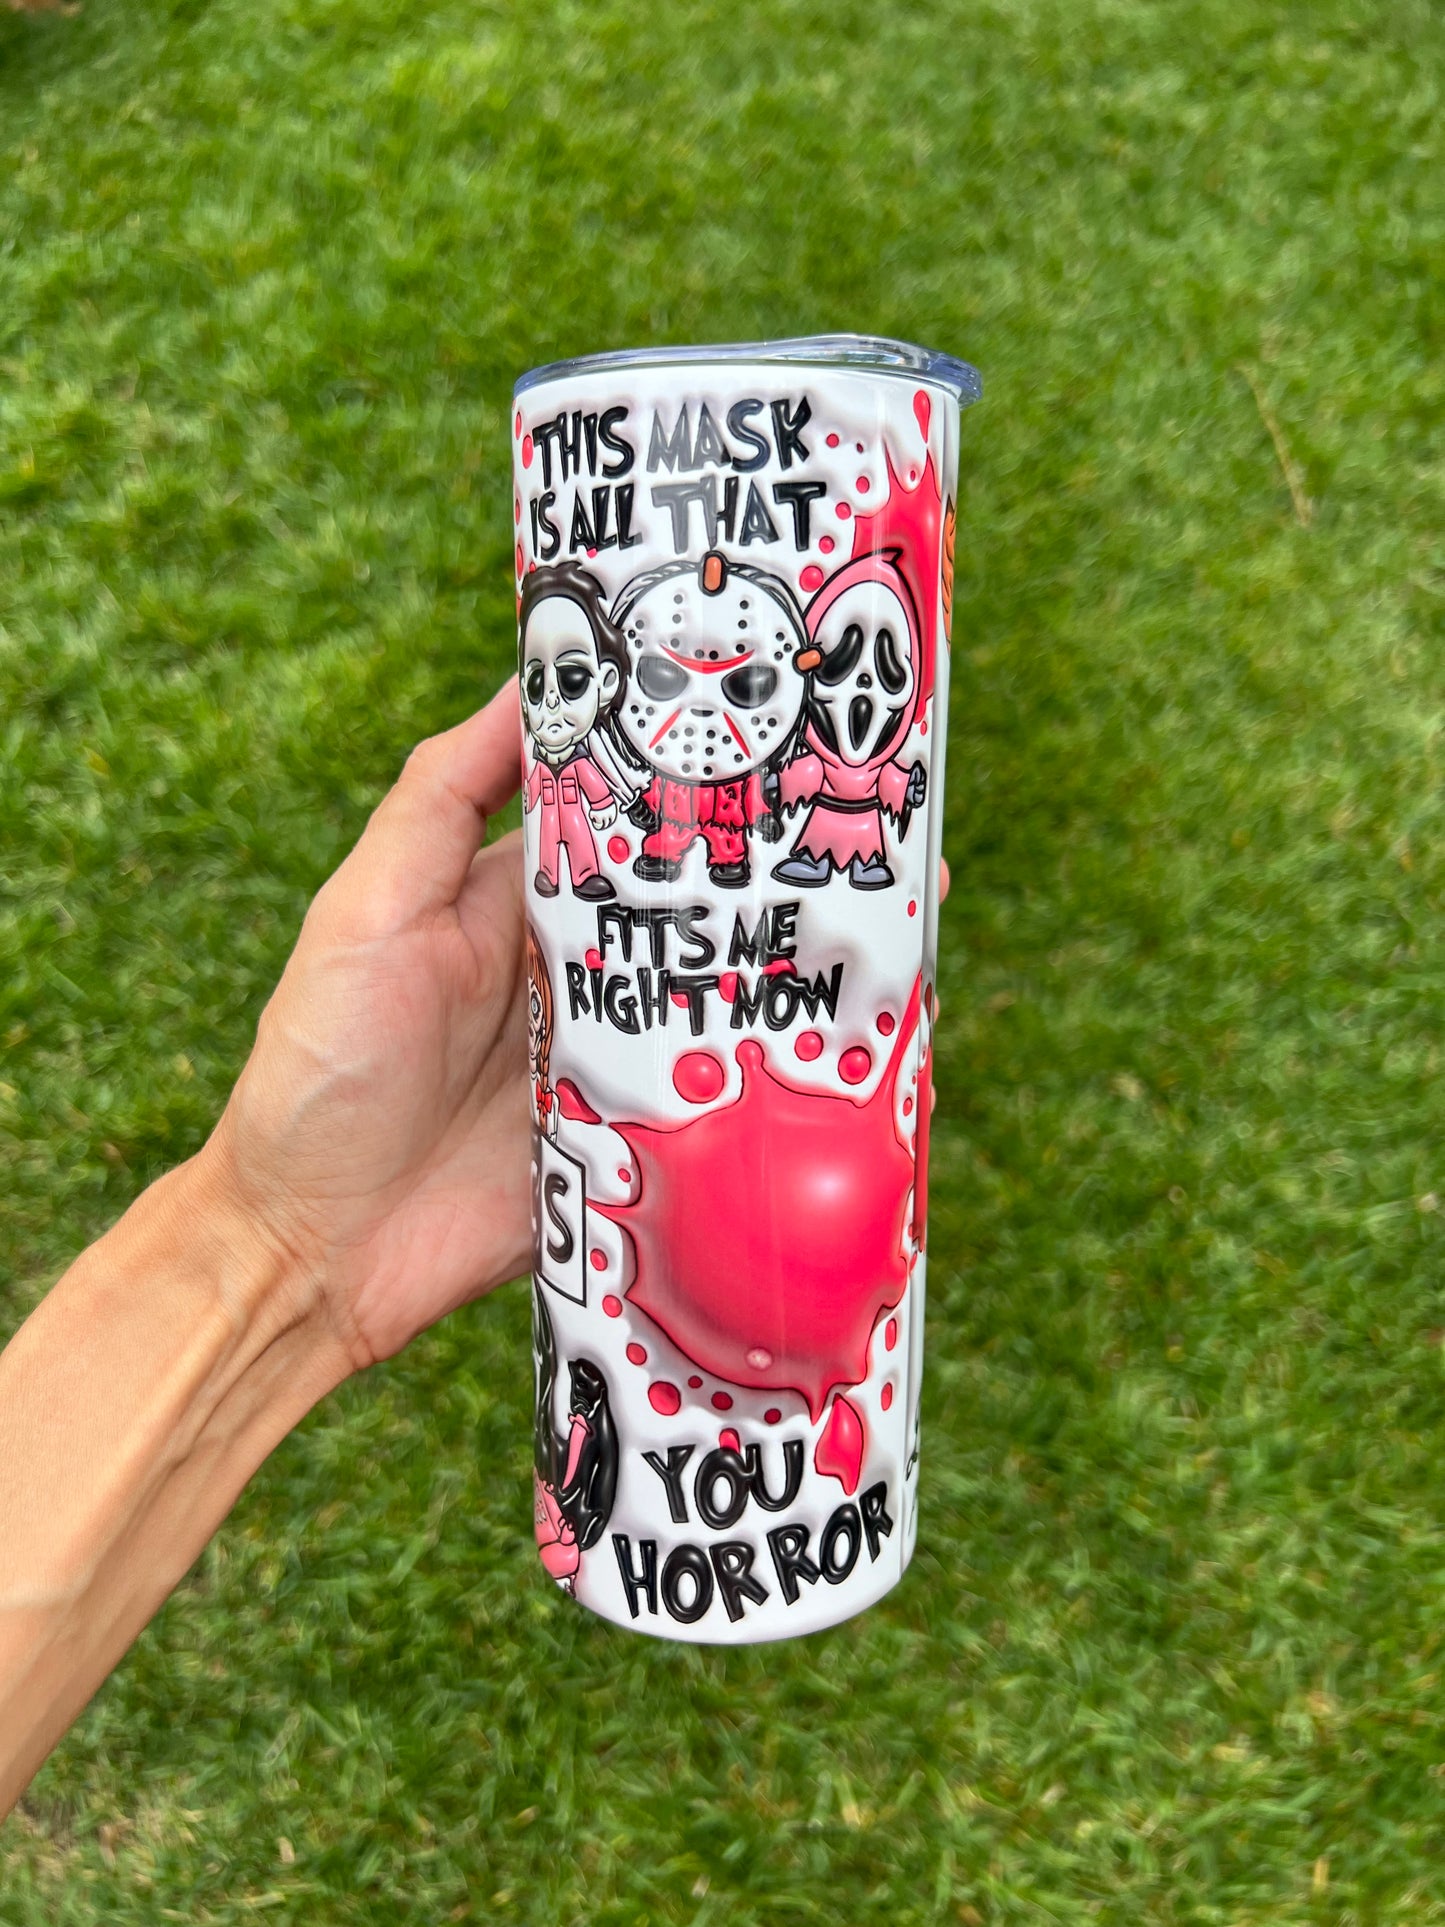 THIS MASK
IS ALL THAT
FITS ME
RIGHT NOW
YOU
HORROR